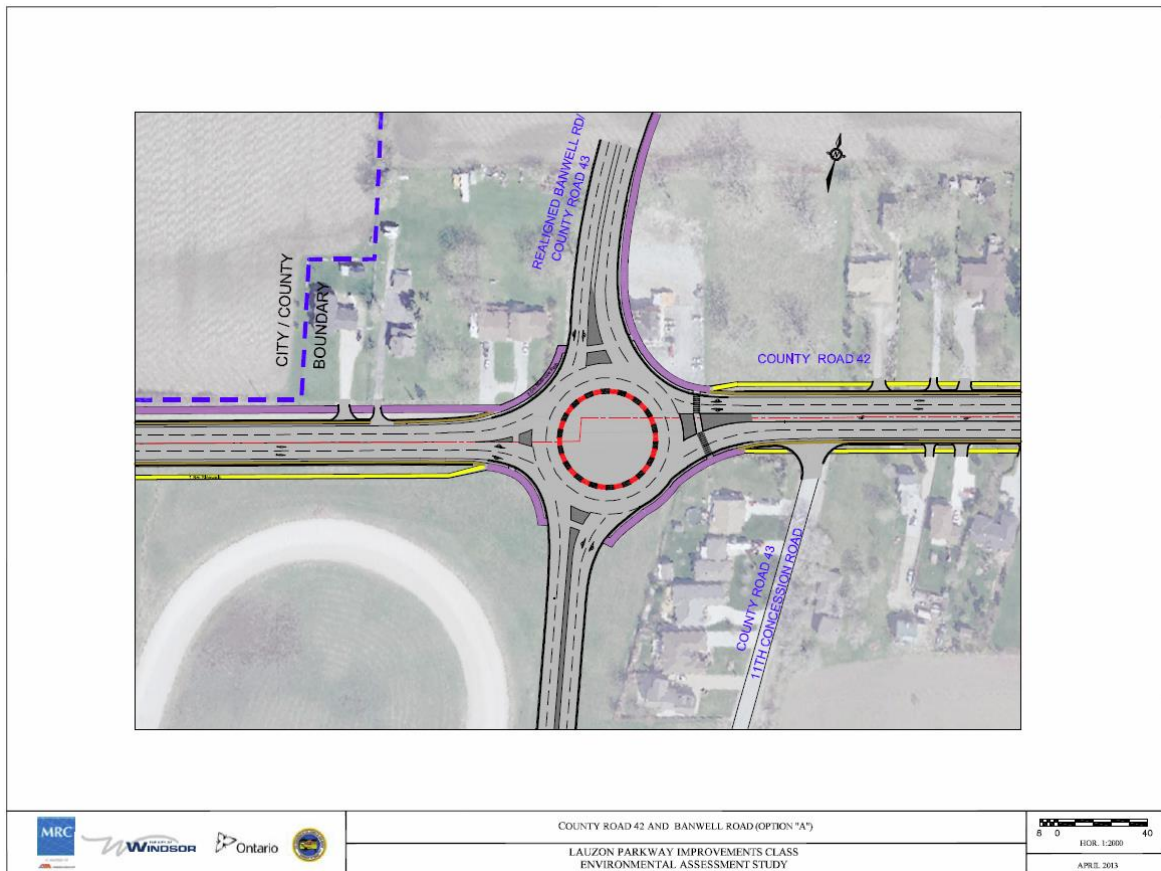 REALIGNED BANWELL RD/
COUNTY ROAD 43
CITY / COUNTY
BOUNDARY
COUNTY ROAD 42
COUNTY ROAD 43
11TH CONCESSION ROAD
MRC
WINDSOR
Ontario
COUNTY ROAD 42 AND BANWELL ROAD (OPTION "A")
LAUZON PARKWAY IMPROVEMENTS CLASS
ENVIRONMENTAL ASSESSMENT STUDY
0 40
HOR. 1:2000
APRIL 2013